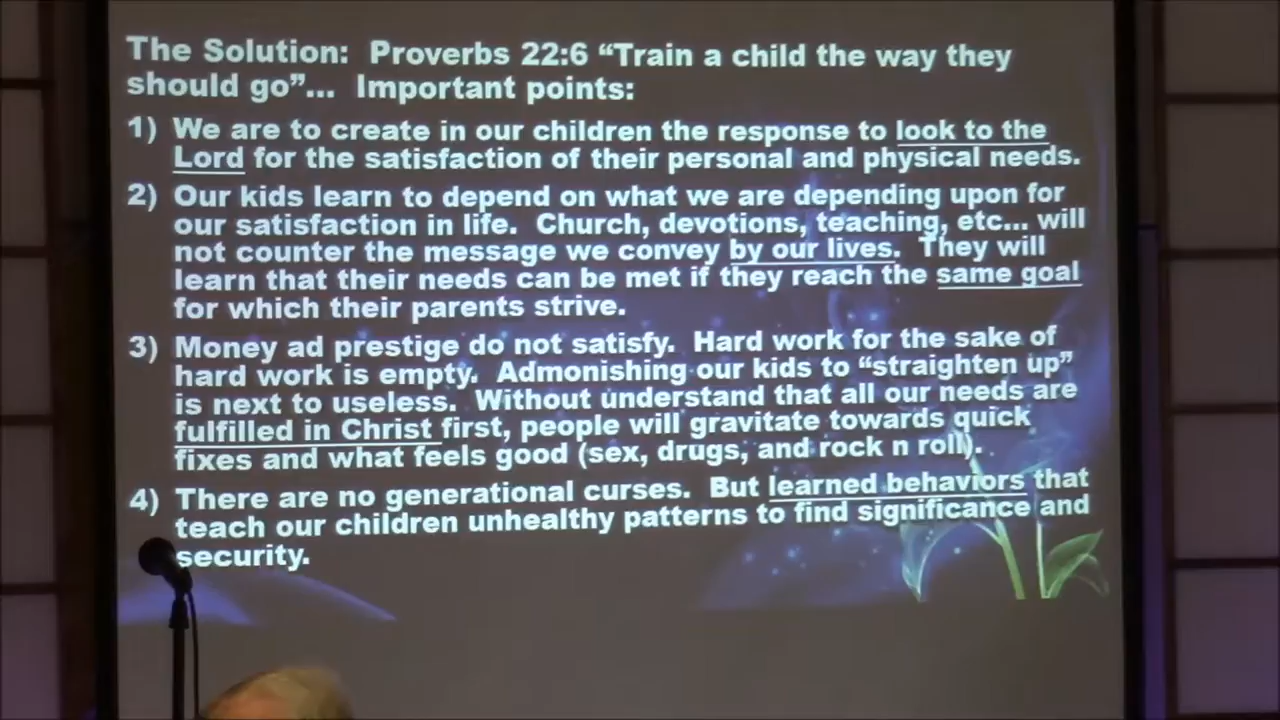 The Solution: Proverbs 22:6 “Train a child the way they
should go”... Important points:
1) We are to create in our children the response to look to the
Lord for the satisfaction of their personal and physical needs.
2) Our kids learn to depend on what we are depending upon for
our satisfaction in life. Church, devotions, teaching, etc... will
not counter the message we convey by our lives. They will
learn that their needs can be met if they reach the same goal
for which their parents strive.
3) Money ad prestige do not satisfy. Hard work for the sake of
hard work is empty. Admonishing our kids to “straighten up”
is next to useless. Without understand that all our needs are
fulfilled in Christ first, people will gravitate towards quick
fixes and what feels good (sex, drugs, and rock n roll).
4) There are no generational curses. But learned behaviors that
teach our children unhealthy patterns to find significance and
security.